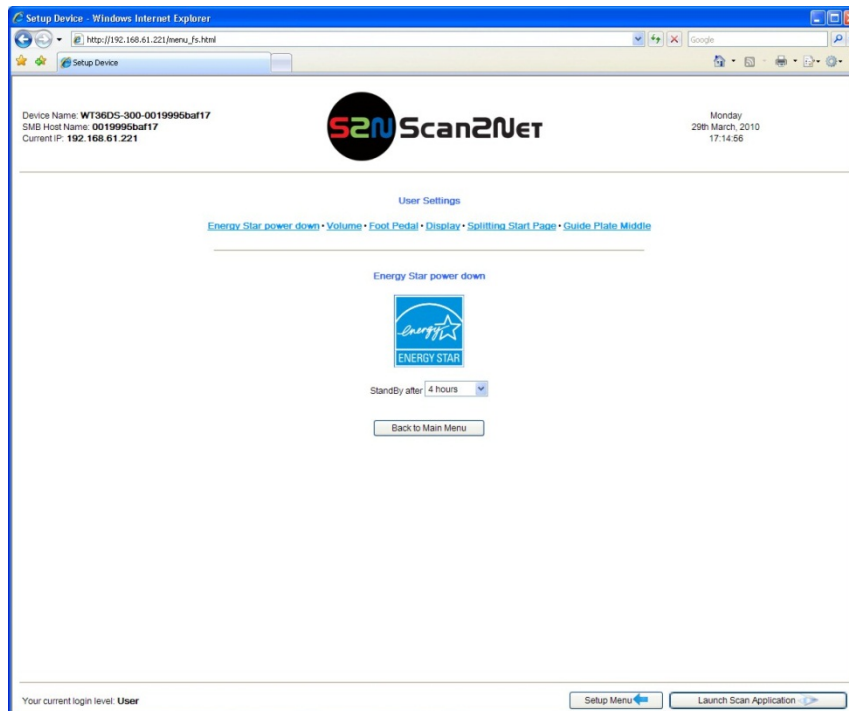 Setup Device - Windows Internet Explorer
http://192.168.61.221/menu_fs.html
Google
Setup Device
Device Name: WT36DS-300-0019995baf17
SMB Host Name: 0019995baf17
Current IP: 192.168.61.221
S2N Scan2Net
Monday
29th March, 2010
17:14:56
User Settings
Energy Star power down • Volume • Foot Pedal • Display • Splitting Start Page • Guide Plate Middle
Energy Star power down
energy
ENERGY STAR
StandBy after 4 hours
Back to Main Menu
Your current login level: User
Setup Menu
Launch Scan Application